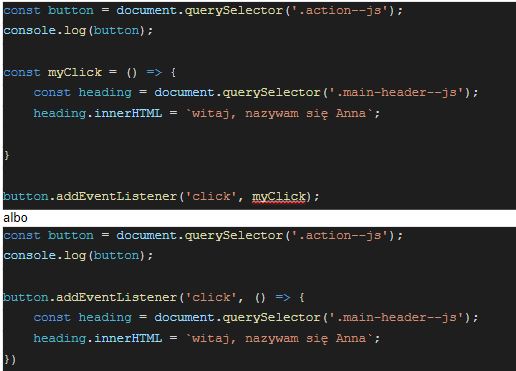 const button = document.querySelector('.action--js');
console.log(button);
const myClick = () => {
const heading = document.querySelector('.main-header--js');
heading.innerHTML = `witaj, nazywam się Anna`;
}
button.addEventListener('click', myClick);
albo
const button = document.querySelector('.action--js');
console.log(button);
button.addEventListener('click', () => {
const heading = document.querySelector('.main-header--js');
heading.innerHTML = `witaj, nazywam się Anna`;
})